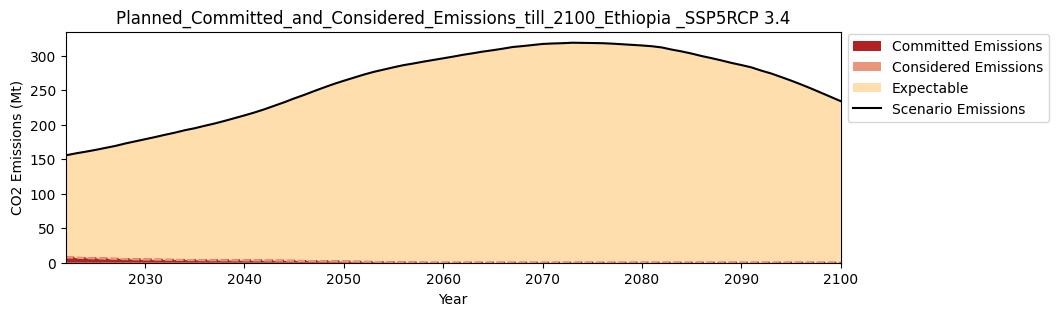 Planned_Committed_and_Considered_Emissions_till_2100_Ethiopia _SSP5RCP 3.4
Committed Emissions
Considered Emissions
Expectable
Scenario Emissions
CO2 Emissions (Mt)
300
250
200
150
100
50
0
2030 2040 2050 2060 2070 2080 2090 2100
Year